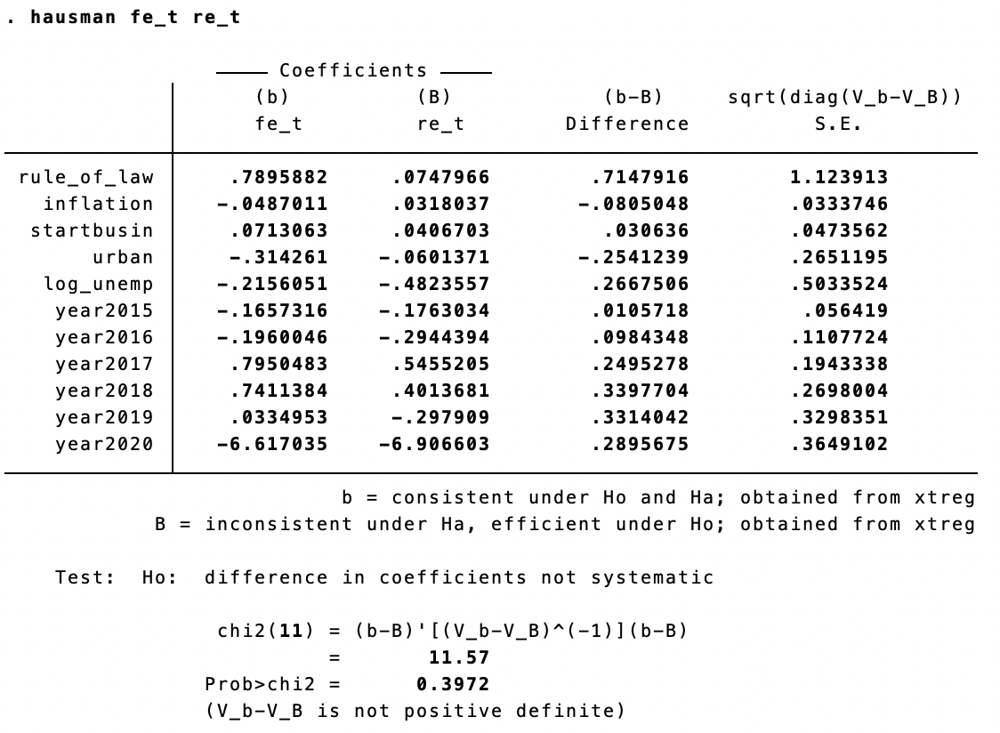 . hausman fe_t re_t
Coefficients
(b) (B) (b-B) sqrt(diag(V_b-V_B))
fe_t re_t Difference S.E.
rule_of_law .7895882 .0747966 .7147916 1.123913
inflation -.0487011 .0318037 -.0805048 .0333746
startbusin .0713063 .0406703 .030636 .0473562
urban -.314261 -.0601371 -.2541239 .2651195
log_unemp -.2156051 -.4823557 .2667506 .5033524
year2015 -.1657316 -.1763034 .0105718 .056419
year2016 -.1960046 -.2944394 .0984348 .1107724
year2017 .7950483 .5455205 .2495278 .1943338
year2018 .7411384 .4013681 .3397704 .2698004
year2019 .0334953 -.297909 .3314042 .3298351
year2020 -6.617035 -6.906603 .2895675 .3649102
b = consistent under Ho and Ha; obtained from xtreg
B = inconsistent under Ha, efficient under Ho; obtained from xtreg
Test: Ho: difference in coefficients not systematic
chi2(11) = (b-B)'[(V_b-V_B)^(-1)](b-B)
= 11.57
Prob>chi2 = 0.3972
(V_b-V_B is not positive definite)